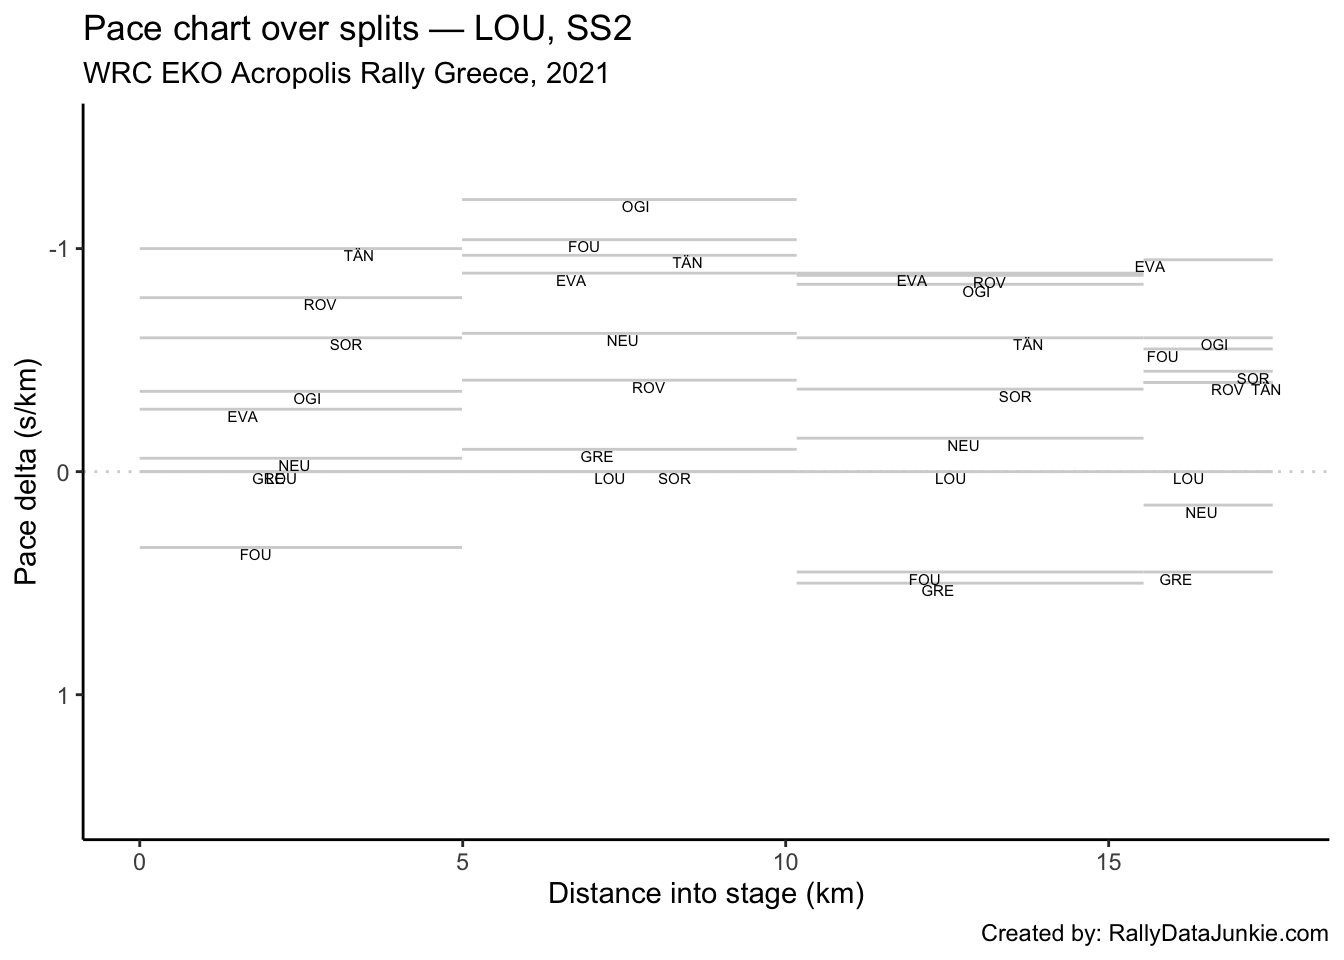 Pace chart over splits — LOU, SS2
WRC EKO Acropolis Rally Greece, 2021
Pace delta (s/km)
-1
0
1
TÄN
ROV
SOR
OGI
EVA
NEU
GRE
LOU
FOU
OGI
FOU
TÄN
EVA
NEU
ROV
GRE
LOU SOR
EVA ROV
OGI
TÄN
SOR
NEU
LOU
FOU
GRE
EVA
OGI
FOU
SOR
ROV TÄN
LOU
NEU
GRE
0 5 10 15
Distance into stage (km)
Created by: RallyDataJunkie.com